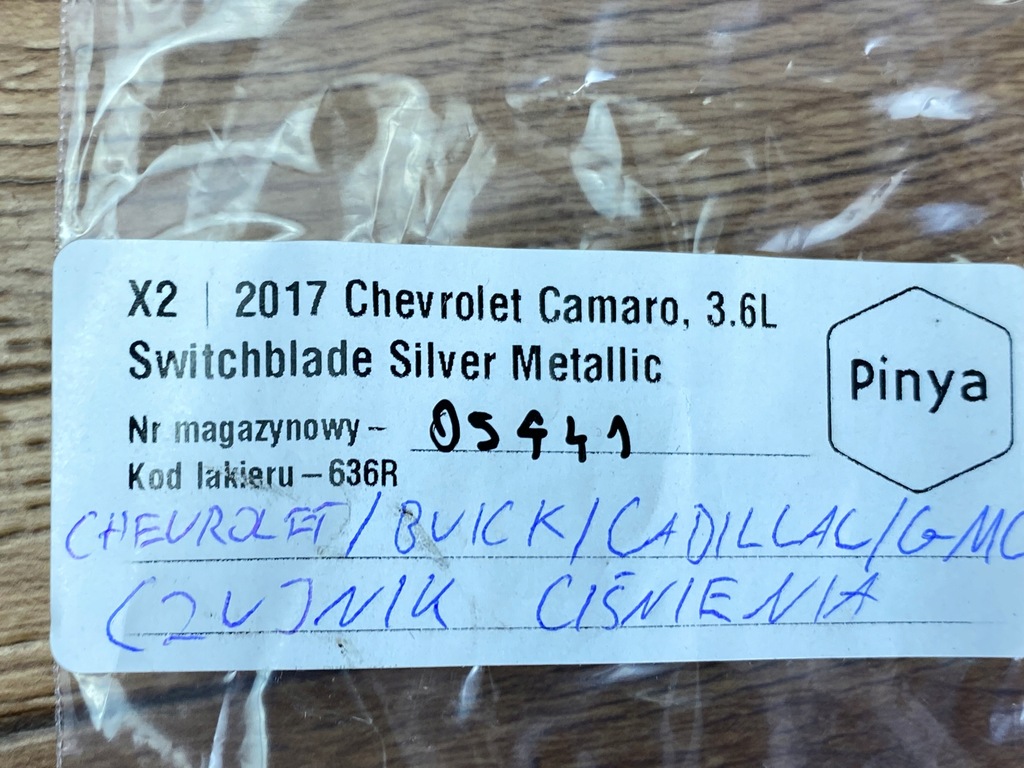 X2 | 2017 Chevrolet Camaro, 3.6L
Switchblade Silver Metallic
Pinya
Nr magazynowy – 05441
Kod lakieru – 636R
CHEVROLET / BUICK / CADILLAC / GMC
CIŚNIENIA